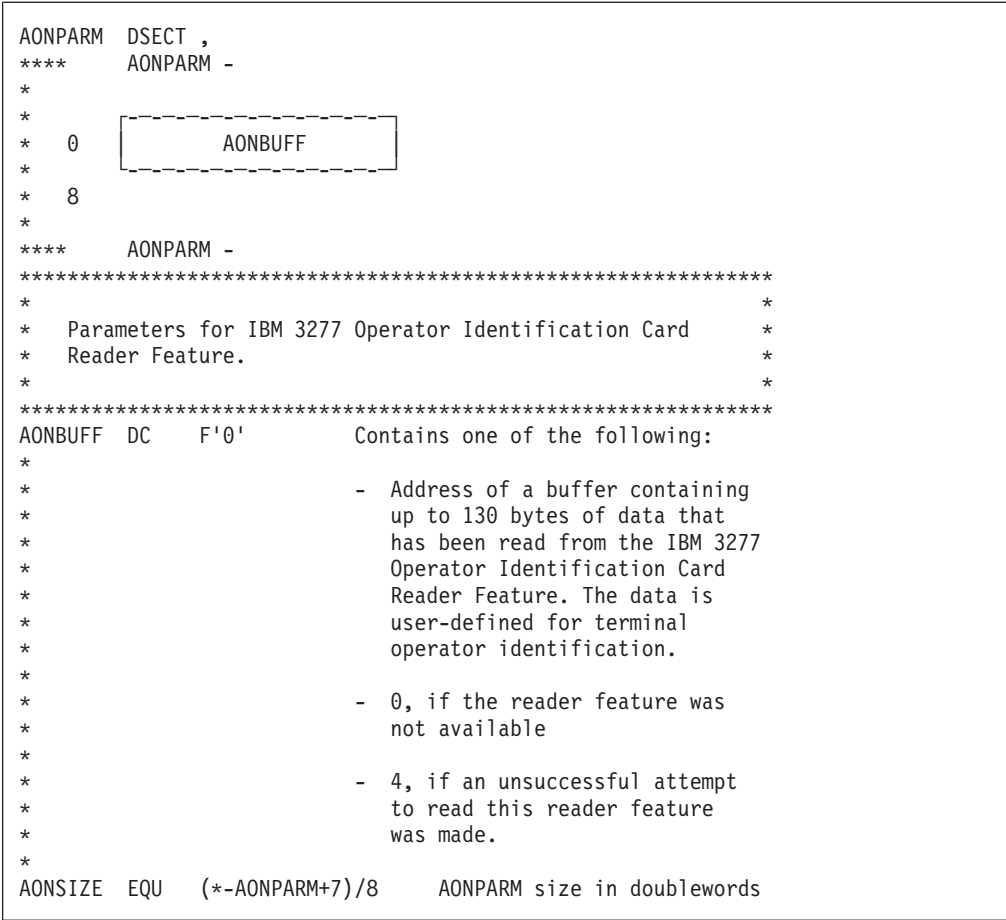 AONPARM  DSECT ,
****     AONPARM -
*
*        ┌-─-─-─-─-─-─-─-─-─-─-─┐
*   0    │        AONBUFF        │
*        └-─-─-─-─-─-─-─-─-─-─-─┘
*   8
*
****     AONPARM -
***************************************************************
*                                                             *
*   Parameters for IBM 3277 Operator Identification Card      *
*   Reader Feature.                                           *
*                                                             *
***************************************************************
AONBUFF  DC    F'0'         Contains one of the following:
*
*                           -  Address of a buffer containing
*                              up to 130 bytes of data that
*                              has been read from the IBM 3277
*                              Operator Identification Card
*                              Reader Feature. The data is
*                              user-defined for terminal
*                              operator identification.
*
*                           -  0, if the reader feature was
*                              not available
*
*                           -  4, if an unsuccessful attempt
*                              to read this reader feature
*                              was made.
*
AONSIZE  EQU   (*-AONPARM+7)/8    AONPARM size in doublewords